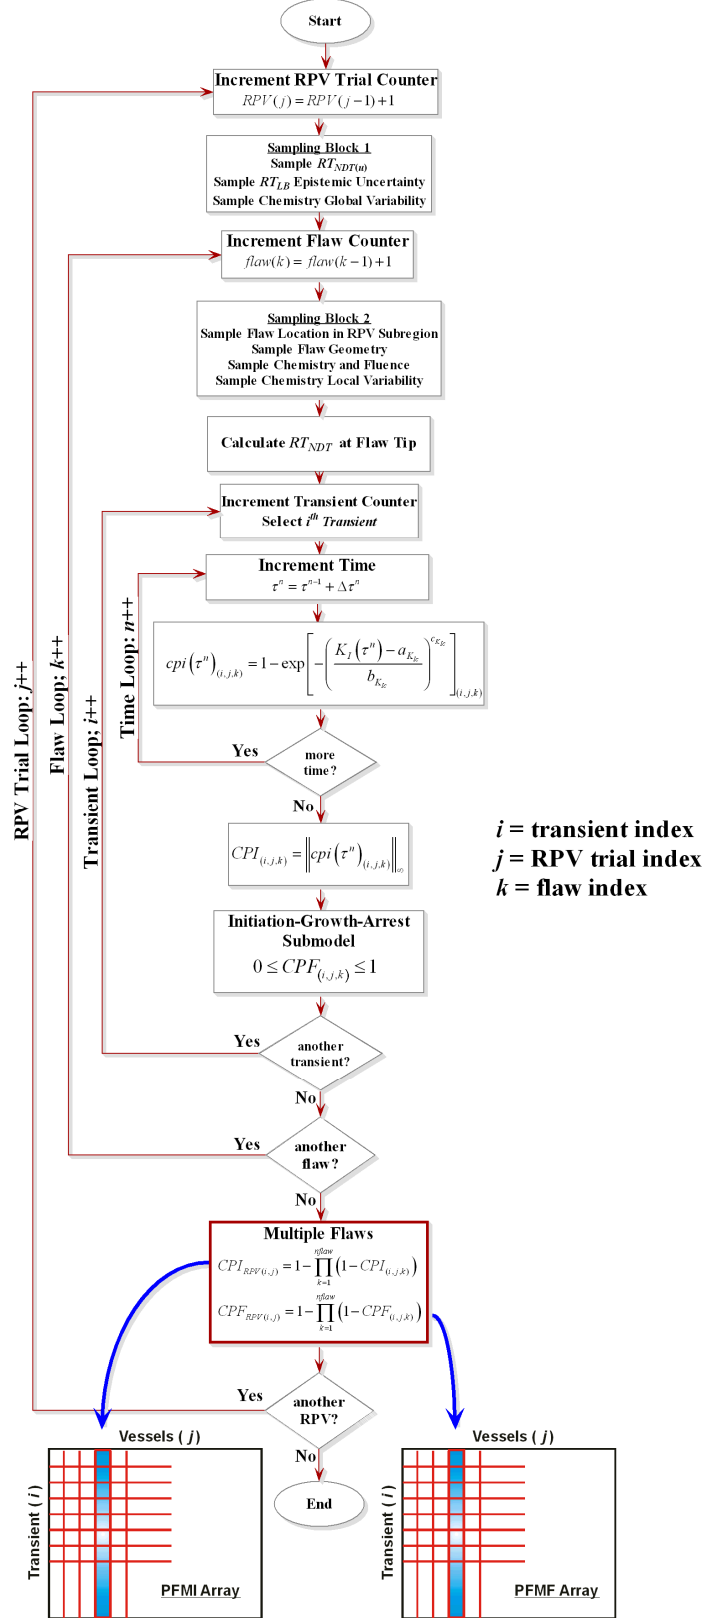 Start
Increment RPV Trial Counter
RPV(j) = RPV(j−1)+1
Sampling Block 1
Sample RT_NDT(u)
Sample RT_LB Epistemic Uncertainty
Sample Chemistry Global Variability
Increment Flaw Counter
flaw(k) = flaw(k−1)+1
Sampling Block 2
Sample Flaw Location in RPV Subregion
Sample Flaw Geometry
Sample Chemistry and Fluence
Sample Chemistry Local Variability
Calculate RT_NDT at Flaw Tip
Increment Transient Counter
Select i^th Transient
Increment Time
τ^n = τ^(n−1) + Δτ^n
cpi(τ^n)_(i,j,k) = 1−exp[−((K_I(τ^n)−a_K_Ic)/b_K_Ic)^c_K_Ic]_(i,j,k)
Yes
more
time?
No
CPI_(i,j,k) = ‖cpi(τ^n)_(i,j,k)‖_∞
Initiation-Growth-Arrest
Submodel
0 ≤ CPF_(i,j,k) ≤ 1
Yes
another
transient?
No
Yes
another
flaw?
No
Multiple Flaws
CPI_RPV(i,j) = 1−∏_(k=1)^nflaw (1−CPI_(i,j,k))
CPF_RPV(i,j) = 1−∏_(k=1)^nflaw (1−CPF_(i,j,k))
Yes
another
RPV?
No
End
RPV Trial Loop: j++
Flaw Loop; k++
Transient Loop; i++
Time Loop: n++
i = transient index
j = RPV trial index
k = flaw index
Vessels ( j )
Transient ( i )
PFMI Array
Vessels ( j )
Transient ( i )
PFMF Array